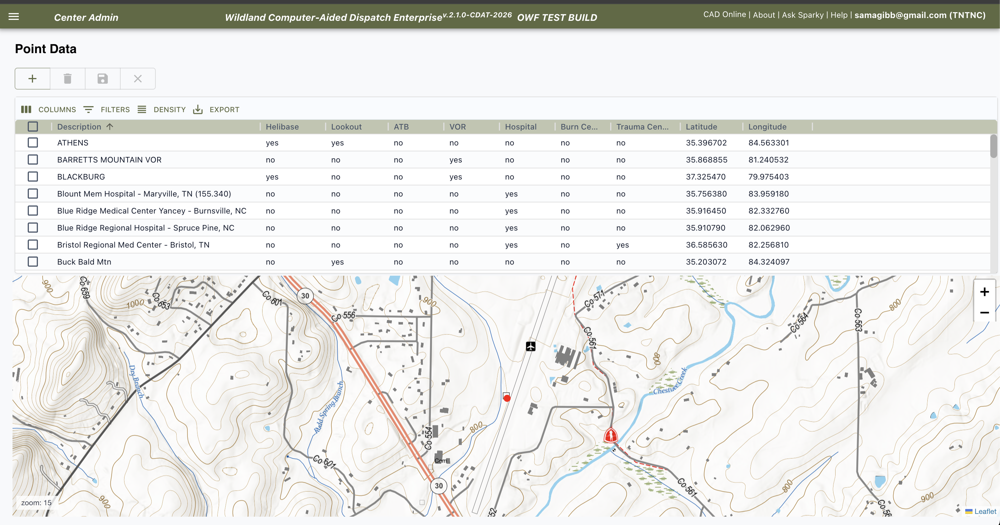 Center Admin
Wildland Computer-Aided Dispatch Enterprise v.2.1.0-CDAT-2026 OWF TEST BUILD
CAD Online | About | Ask Sparky | Help | samagibb@gmail.com (TNTNC)
Point Data
COLUMNS FILTERS DENSITY EXPORT
Description Helibase Lookout ATB VOR Hospital Burn Ce... Trauma Cen... Latitude Longitude
ATHENS yes yes no no no no no 35.396702 84.563301
BARRETTS MOUNTAIN VOR no no no yes no no no 35.868855 81.240532
BLACKBURG yes no no yes no no no 37.325470 79.975403
Blount Mem Hospital - Maryville, TN (155.340) no no no no yes no no 35.756380 83.959180
Blue Ridge Medical Center Yancey - Burnsville, NC no no no no yes no no 35.916450 82.332760
Blue Ridge Regional Hospital - Spruce Pine, NC no no no no yes no no 35.910790 82.062960
Bristol Regional Med Center - Bristol, TN no no no no yes no yes 36.585630 82.256810
Buck Bald Mtn no yes no no no no no 35.203072 84.324097
900
Co 659
1000
Co 653
Co 601
30
Co 556
900
Co 571
Co 561
Co 564
Co 563
800
+
−
800
Dry Branch
Rudd Spring Branch
Chestuee Creek
Co 554
800
Cem
Co 601
30
Co 561
800
900
900
zoom: 15
52
Co 56
Leaflet